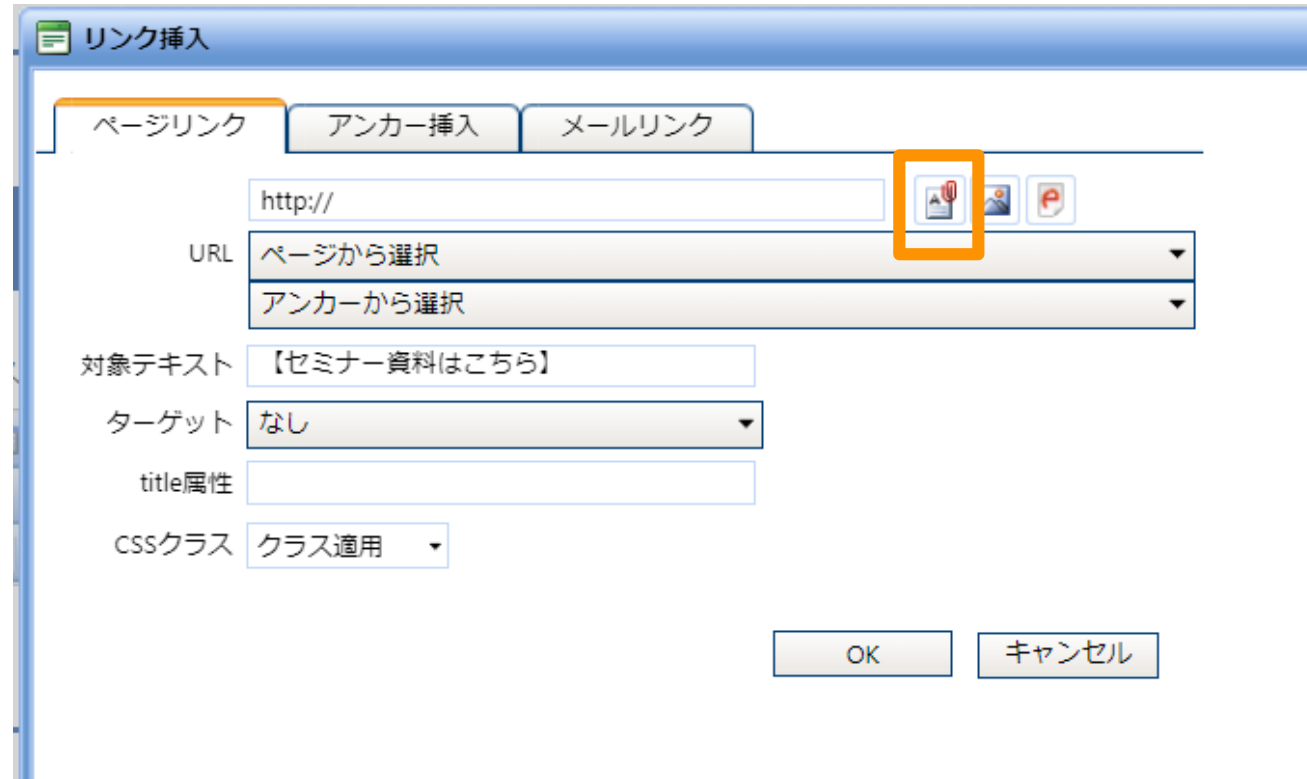 リンク挿入
ページリンク アンカー挿入 メールリンク
http://
URL ページから選択
アンカーから選択
対象テキスト 【セミナー資料はこちら】
ターゲット なし
title属性
CSSクラス クラス適用
OK キャンセル